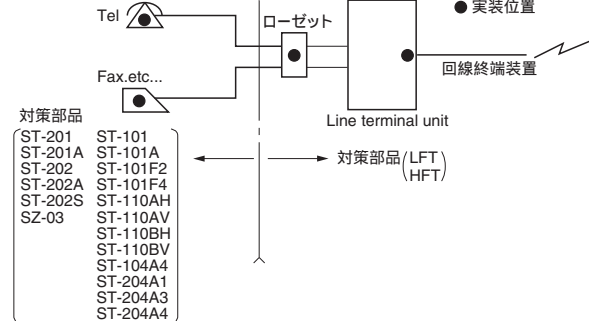 Tel
ローゼット
●実装位置
回線終端装置
Fax.etc...
Line terminal unit
対策部品
ST-201
ST-201A
ST-202
ST-202A
ST-202S
SZ-03
ST-101
ST-101A
ST-101F2
ST-101F4
ST-110AH
ST-110AV
ST-110BH
ST-110BV
ST-104A4
ST-204A1
ST-204A3
ST-204A4
対策部品(LFT
HFT)